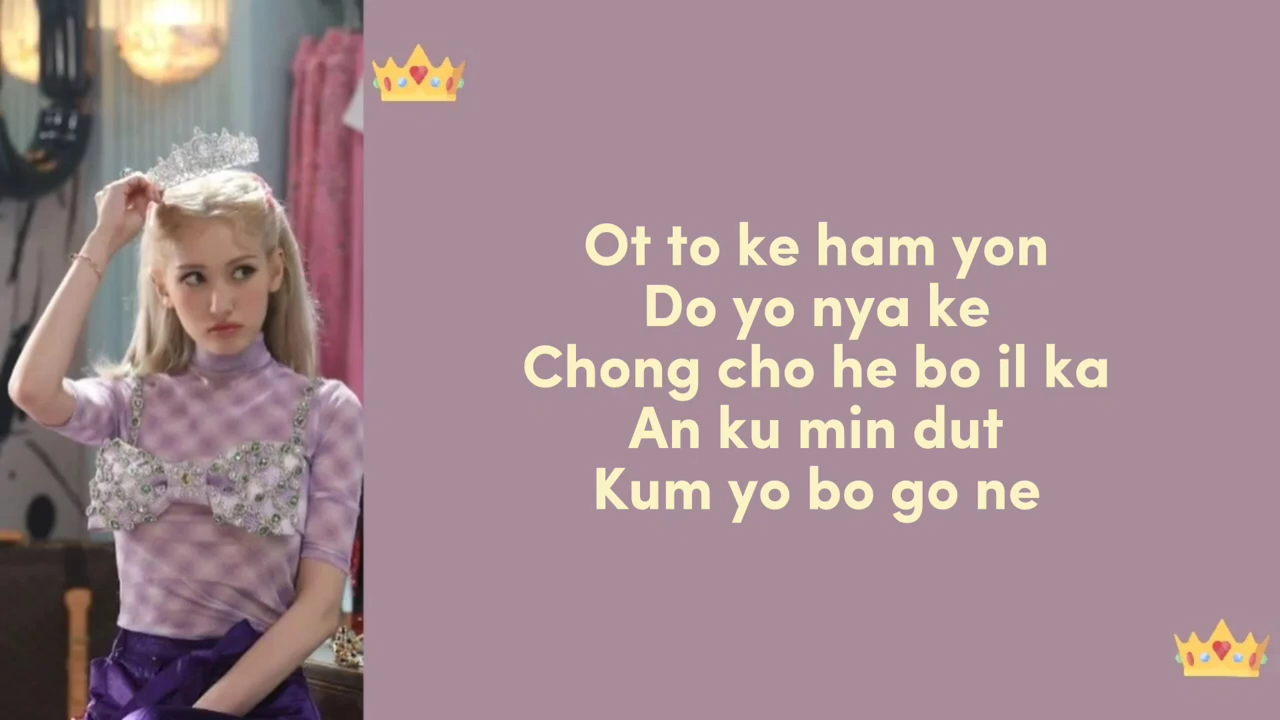 Ot to ke ham yon
Do yo nya ke
Chong cho he bo il ka
An ku min dut
Kum yo bo go ne